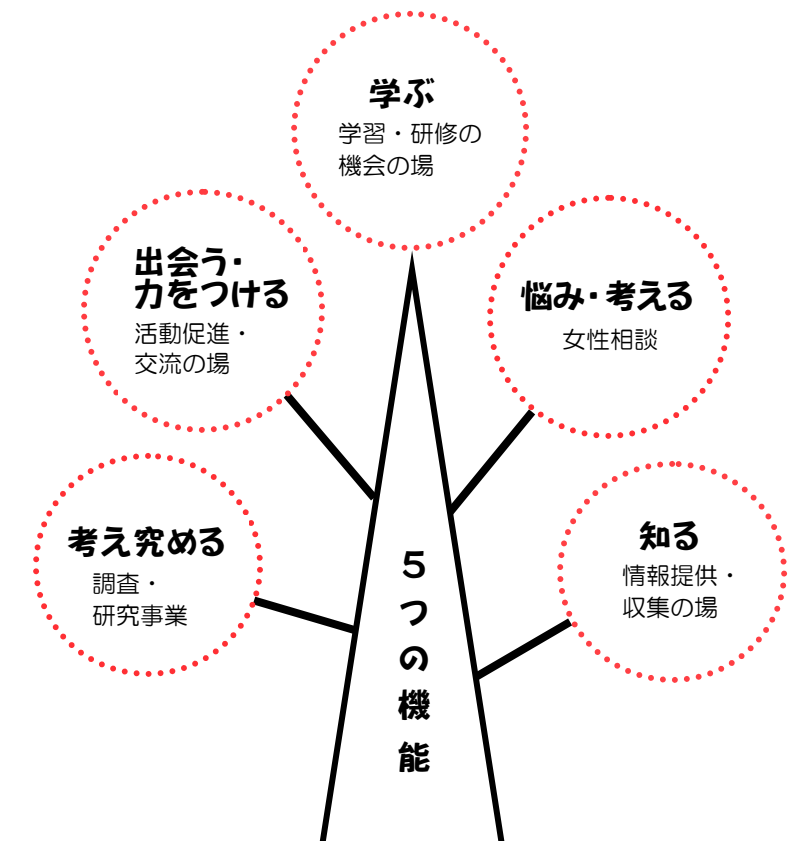 学ぶ
学習・研修の
機会の場
出会う・
力をつける
活動促進・
交流の場
悩み・考える
女性相談
考え究める
調査・
研究事業
知る
情報提供・
収集の場
5つの機能